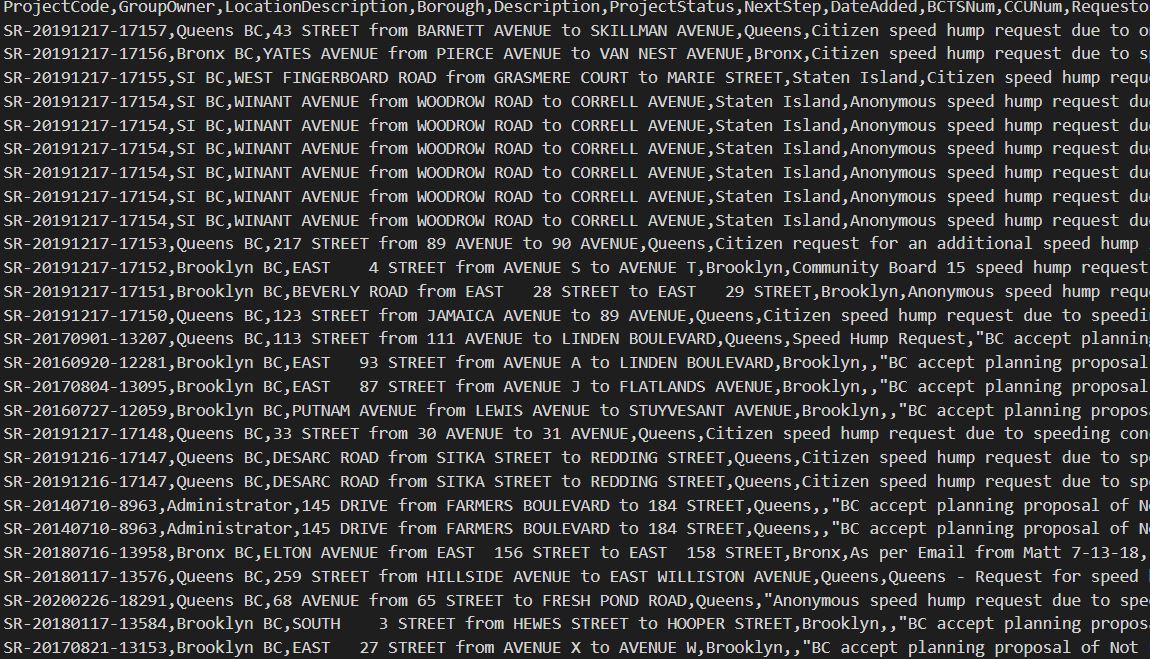 ProjectCode,GroupOwner,LocationDescription,Borough,Description,ProjectStatus,NextStep,DateAdded,BCTSNum,CCUNum,Requesto
SR-20191217-17157,Queens BC,43 STREET from BARNETT AVENUE to SKILLMAN AVENUE,Queens,Citizen speed hump request due to o
SR-20191217-17156,Bronx BC,YATES AVENUE from PIERCE AVENUE to VAN NEST AVENUE,Bronx,Citizen speed hump request due to sp
SR-20191217-17155,SI BC,WEST FINGERBOARD ROAD from GRASMERE COURT to MARIE STREET,Staten Island,Citizen speed hump requ
SR-20191217-17154,SI BC,WINANT AVENUE from WOODROW ROAD to CORRELL AVENUE,Staten Island,Anonymous speed hump request du
SR-20191217-17154,SI BC,WINANT AVENUE from WOODROW ROAD to CORRELL AVENUE,Staten Island,Anonymous speed hump request du
SR-20191217-17154,SI BC,WINANT AVENUE from WOODROW ROAD to CORRELL AVENUE,Staten Island,Anonymous speed hump request du
SR-20191217-17154,SI BC,WINANT AVENUE from WOODROW ROAD to CORRELL AVENUE,Staten Island,Anonymous speed hump request du
SR-20191217-17154,SI BC,WINANT AVENUE from WOODROW ROAD to CORRELL AVENUE,Staten Island,Anonymous speed hump request du
SR-20191217-17154,SI BC,WINANT AVENUE from WOODROW ROAD to CORRELL AVENUE,Staten Island,Anonymous speed hump request du
SR-20191217-17153,Queens BC,217 STREET from 89 AVENUE to 90 AVENUE,Queens,Citizen request for an additional speed hump
SR-20191217-17152,Brooklyn BC,EAST    4 STREET from AVENUE S to AVENUE T,Brooklyn,Community Board 15 speed hump request
SR-20191217-17151,Brooklyn BC,BEVERLY ROAD from EAST   28 STREET to EAST   29 STREET,Brooklyn,Anonymous speed hump requ
SR-20191217-17150,Queens BC,123 STREET from JAMAICA AVENUE to 89 AVENUE,Queens,Citizen speed hump request due to speedi
SR-20170901-13207,Queens BC,113 STREET from 111 AVENUE to LINDEN BOULEVARD,Queens,Speed Hump Request,"BC accept planning
SR-20160920-12281,Brooklyn BC,EAST   93 STREET from AVENUE A to LINDEN BOULEVARD,Brooklyn,,"BC accept planning proposal
SR-20170804-13095,Brooklyn BC,EAST   87 STREET from AVENUE J to FLATLANDS AVENUE,Brooklyn,,"BC accept planning proposal
SR-20160727-12059,Brooklyn BC,PUTNAM AVENUE from LEWIS AVENUE to STUYVESANT AVENUE,Brooklyn,,"BC accept planning propos
SR-20191217-17148,Queens BC,33 STREET from 30 AVENUE to 31 AVENUE,Queens,Citizen speed hump request due to speeding con
SR-20191216-17147,Queens BC,DESARC ROAD from SITKA STREET to REDDING STREET,Queens,Citizen speed hump request due to sp
SR-20191216-17147,Queens BC,DESARC ROAD from SITKA STREET to REDDING STREET,Queens,Citizen speed hump request due to sp
SR-20140710-8963,Administrator,145 DRIVE from FARMERS BOULEVARD to 184 STREET,Queens,,"BC accept planning proposal of No
SR-20140710-8963,Administrator,145 DRIVE from FARMERS BOULEVARD to 184 STREET,Queens,,"BC accept planning proposal of No
SR-20180716-13958,Bronx BC,ELTON AVENUE from EAST  156 STREET to EAST  158 STREET,Bronx,As per Email from Matt 7-13-18,
SR-20180117-13576,Queens BC,259 STREET from HILLSIDE AVENUE to EAST WILLISTON AVENUE,Queens,Queens - Request for speed
SR-20200226-18291,Queens BC,68 AVENUE from 65 STREET to FRESH POND ROAD,Queens,"Anonymous speed hump request due to spe
SR-20180117-13584,Brooklyn BC,SOUTH    3 STREET from HEWES STREET to HOOPER STREET,Brooklyn,,"BC accept planning propos
SR-20170821-13153,Brooklyn BC,EAST   27 STREET from AVENUE X to AVENUE W,Brooklyn,,"BC accept planning proposal of Not